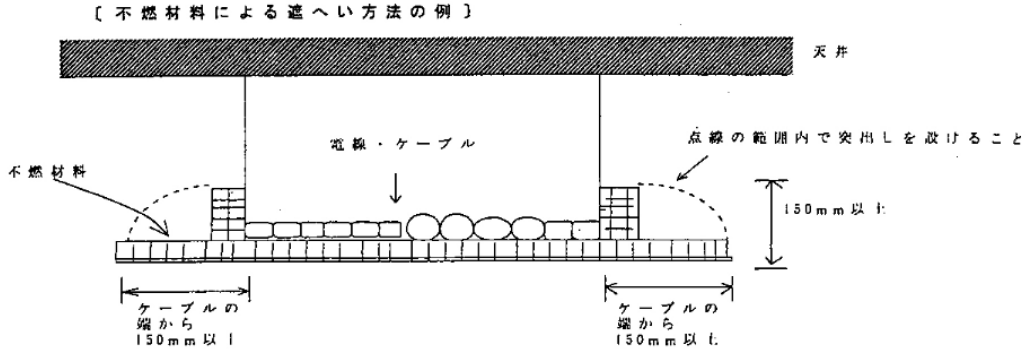 〔 不燃材料による遮へい方法の例 〕
天井
電線・ケーブル
点線の範囲内で突出しを設けること
不燃材料
150mm以上
ケーブルの
端から
150mm以上
ケーブルの
端から
150mm以上